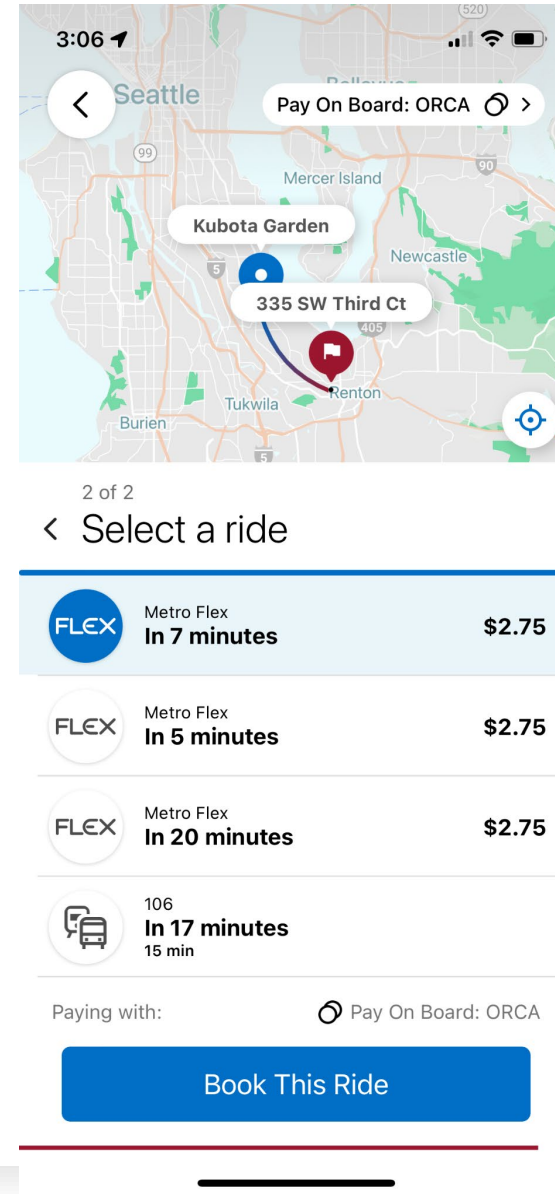 520
3:06
Seattle
Pay On Board: ORCA
99
90
Mercer Island
Kubota Garden
Newcastle
5
335 SW Third Ct
405
Renton
Tukwila
Burien
5
2 of 2
Select a ride
FLEX
Metro Flex
In 7 minutes
$2.75
FLEX
Metro Flex
In 5 minutes
$2.75
FLEX
Metro Flex
In 20 minutes
$2.75
106
In 17 minutes
15 min
Paying with:
Pay On Board: ORCA
Book This Ride